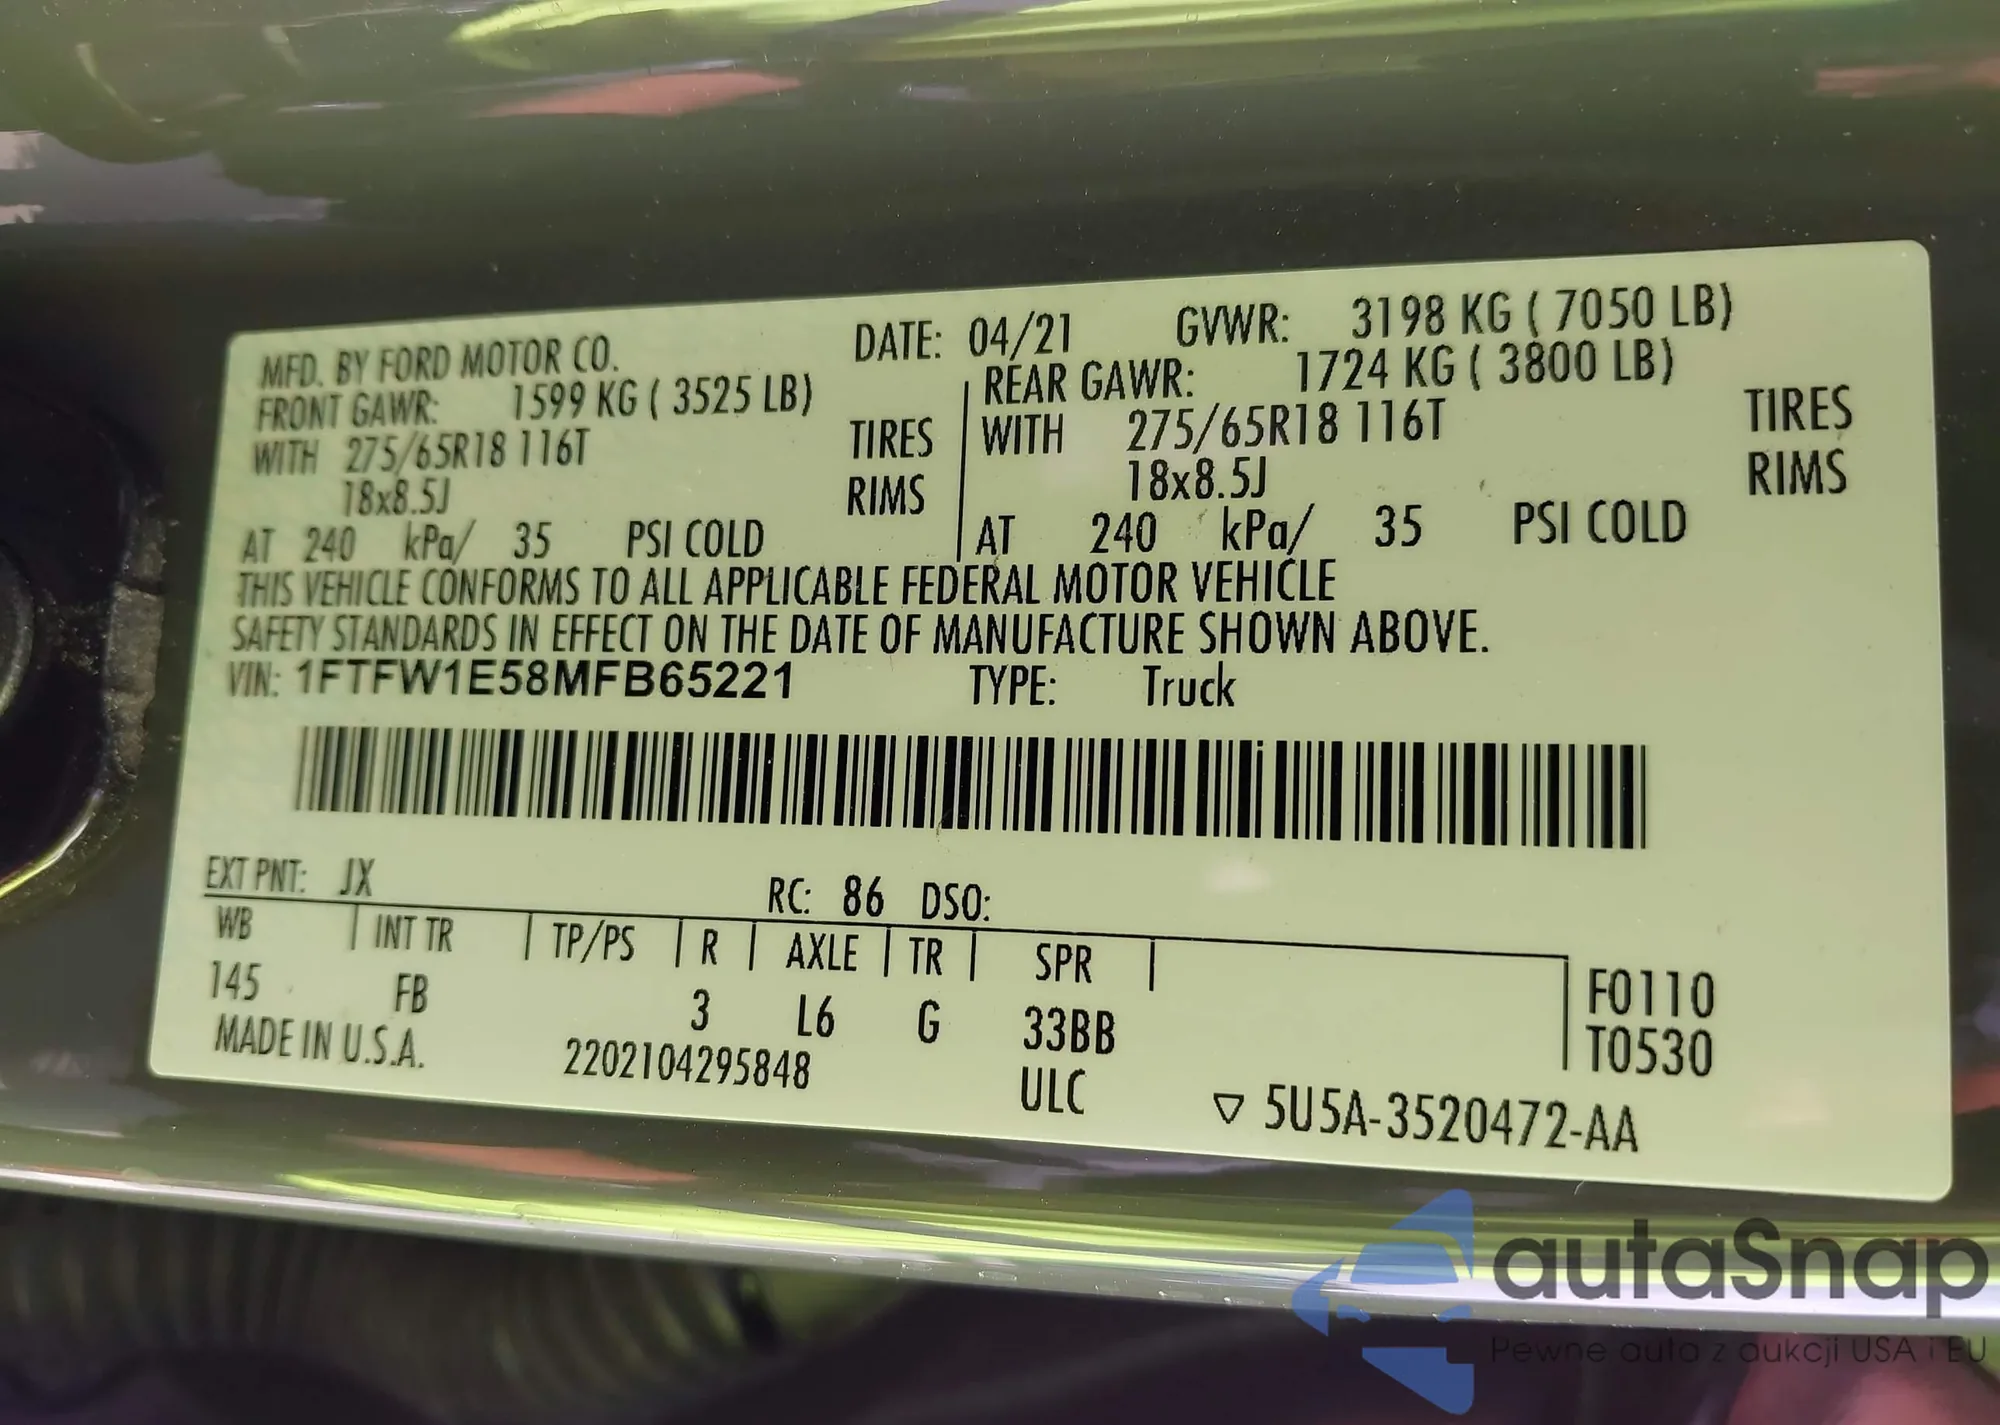 MFD. BY FORD MOTOR CO. DATE: 04/21 GVWR: 3198 KG ( 7050 LB)
FRONT GAWR: 1599 KG ( 3525 LB) REAR GAWR: 1724 KG ( 3800 LB)
WITH 275/65R18 116T TIRES WITH 275/65R18 116T TIRES
18x8.5J RIMS 18x8.5J RIMS
AT 240 kPa/ 35 PSI COLD AT 240 kPa/ 35 PSI COLD
THIS VEHICLE CONFORMS TO ALL APPLICABLE FEDERAL MOTOR VEHICLE
SAFETY STANDARDS IN EFFECT ON THE DATE OF MANUFACTURE SHOWN ABOVE.
VIN: 1FTFW1E58MFB65221 TYPE: Truck
EXT PNT: JX RC: 86 DSO:
WB INT TR TP/PS R AXLE TR SPR F0110
145 FB 3 L6 G 33BB T0530
MADE IN U.S.A. 2202104295848 ULC ▽ 5U5A-3520472-AA
autaSnap
Pewne auta z aukcji USA i EU